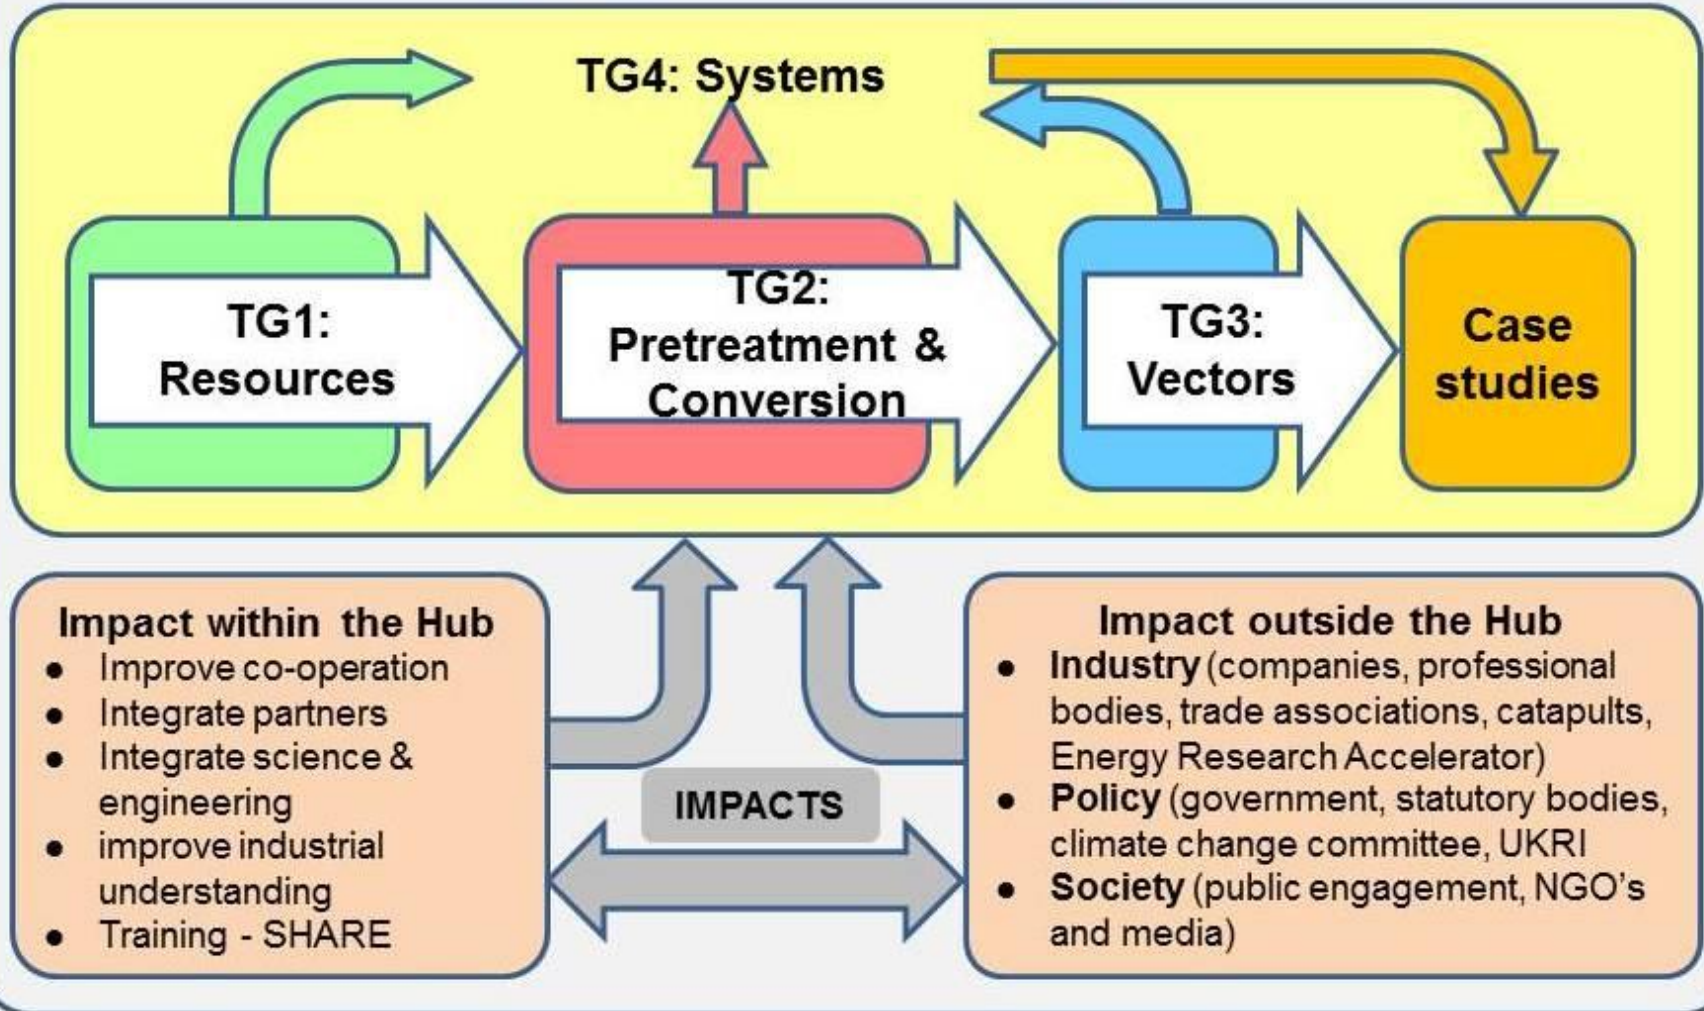 TG4: Systems
TG1:
Resources
TG2:
Pretreatment &
Conversion
TG3:
Vectors
Case
studies
Impact within the Hub
● Improve co-operation
● Integrate partners
● Integrate science &
engineering
● improve industrial
understanding
● Training - SHARE
IMPACTS
Impact outside the Hub
● Industry (companies, professional
bodies, trade associations, catapults,
Energy Research Accelerator)
● Policy (government, statutory bodies,
climate change committee, UKRI
● Society (public engagement, NGO's
and media)